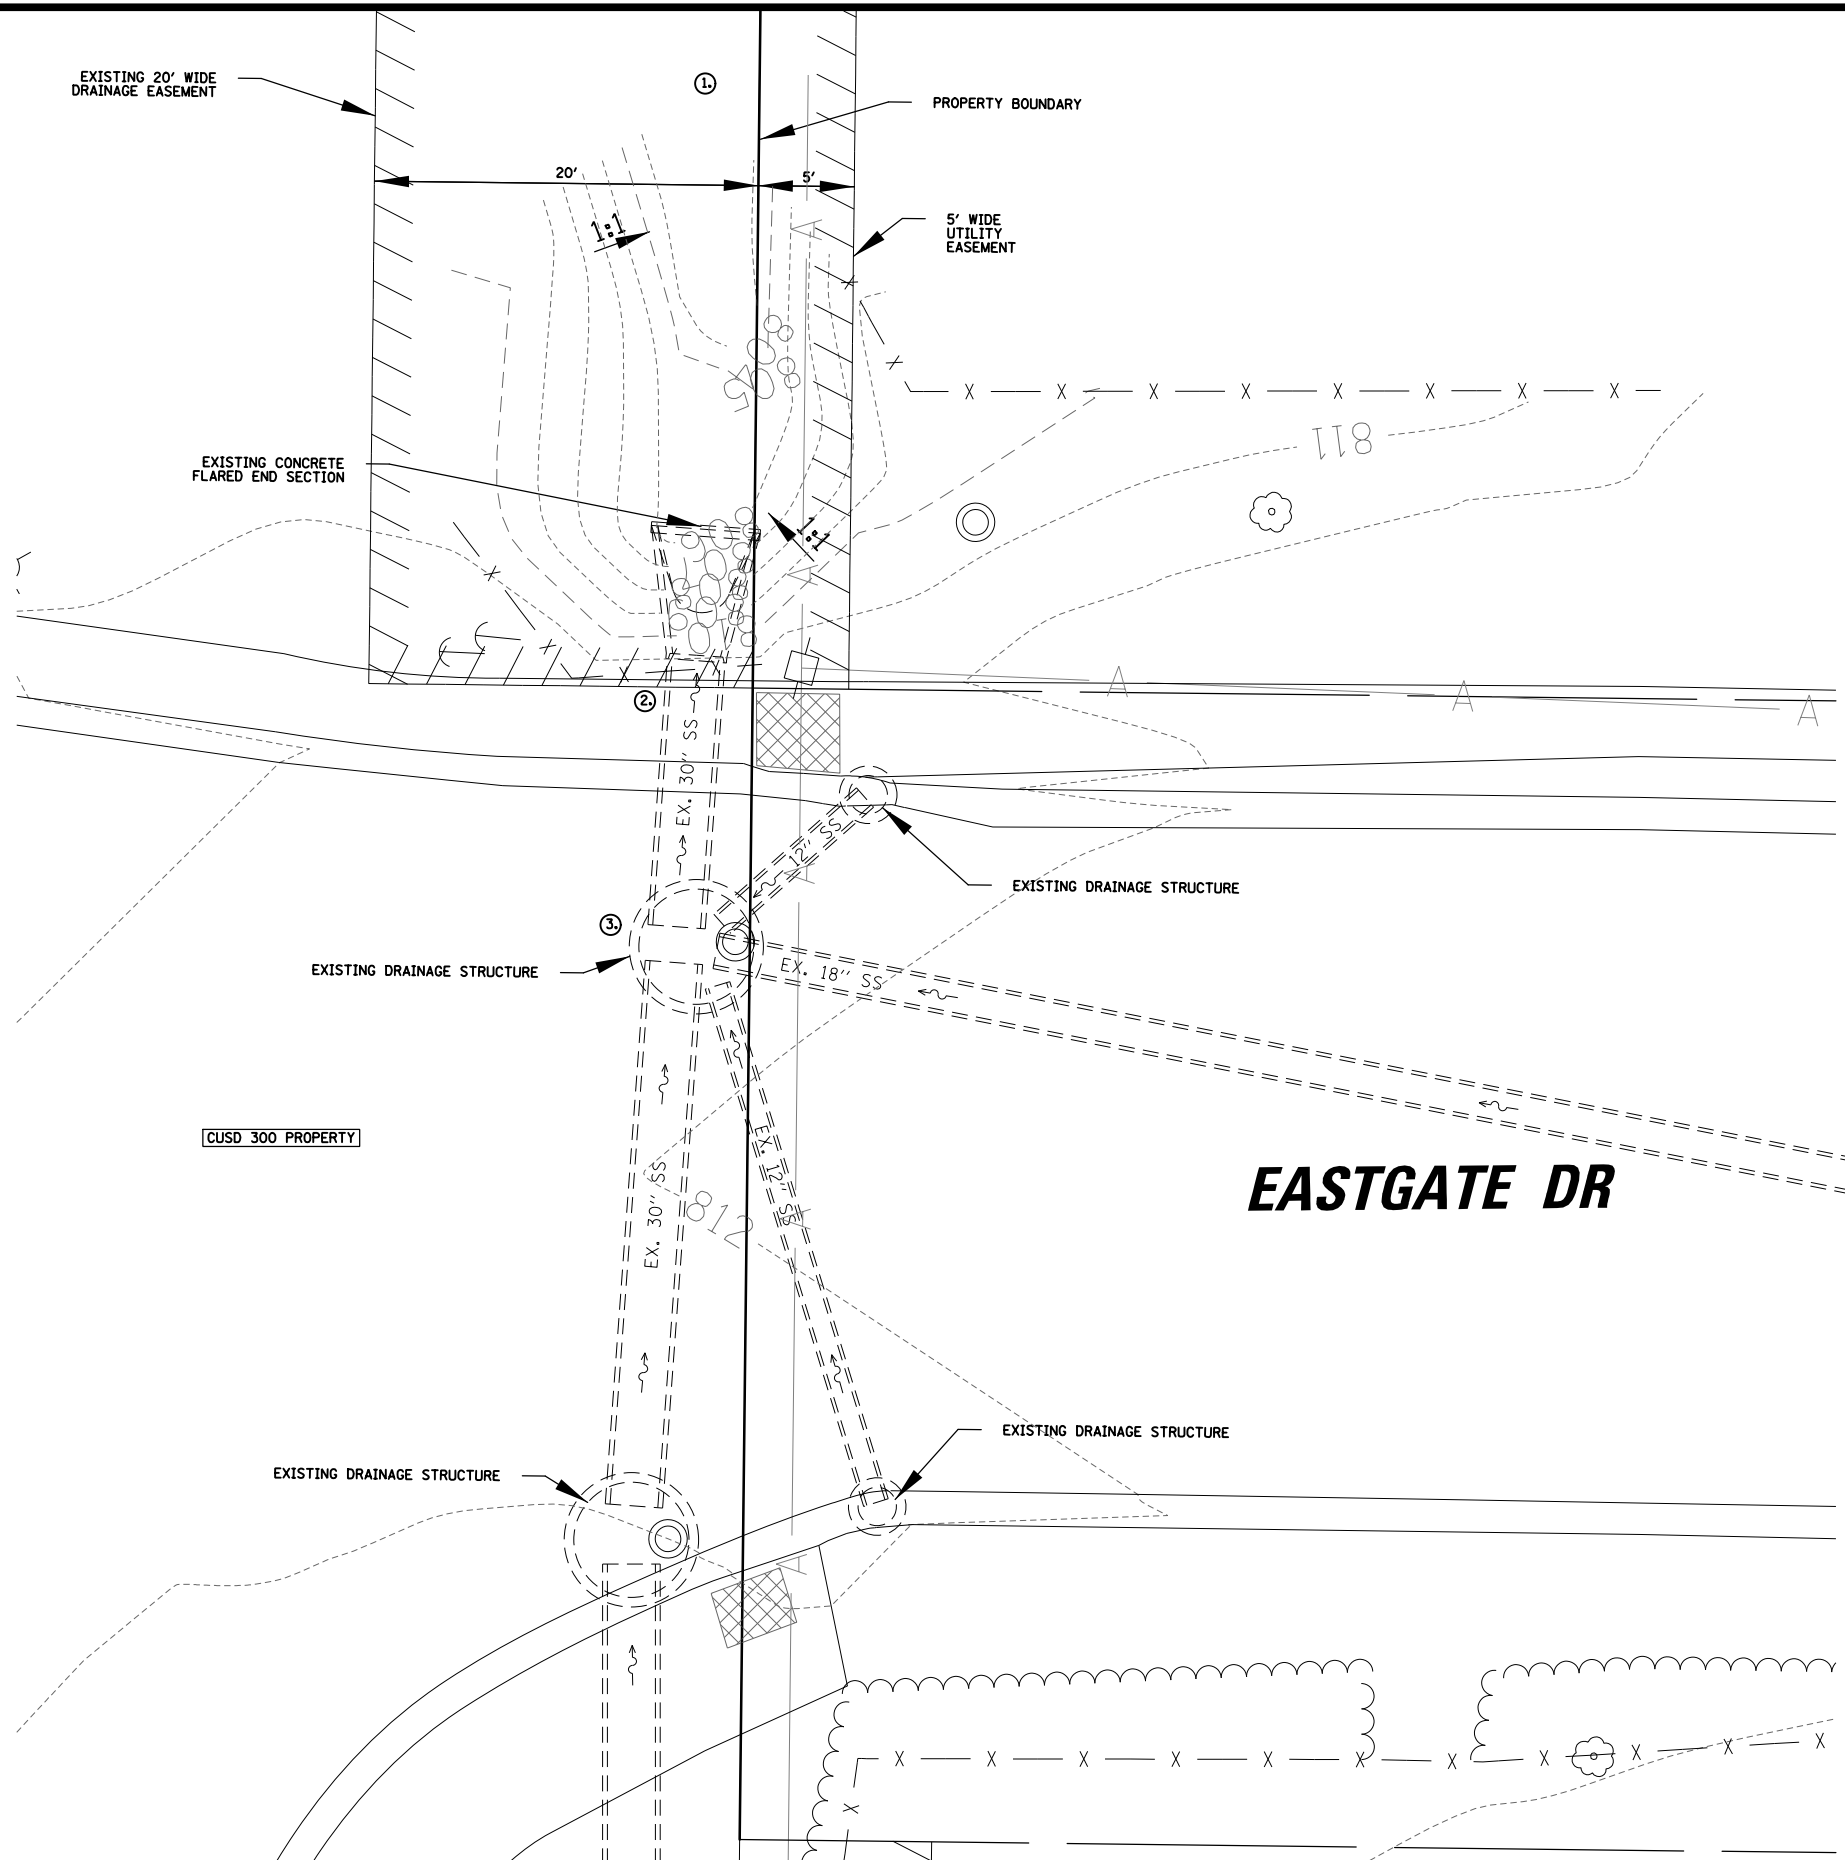 EXISTING 20' WIDE
DRAINAGE EASEMENT
1.
PROPERTY BOUNDARY
20'
5'
1:1
5' WIDE
UTILITY
EASEMENT
A
X
X X X X X X X X
811
EXISTING CONCRETE
FLARED END SECTION
1:1
A
A A A
2.
EX. 30" SS
12" SS
A
EXISTING DRAINAGE STRUCTURE
3.
EXISTING DRAINAGE STRUCTURE
EX. 18" SS
CUSD 300 PROPERTY
EX. 12" SS
EX. 30" SS
812
A
EASTGATE DR
EXISTING DRAINAGE STRUCTURE
EXISTING DRAINAGE STRUCTURE
A
X X X X X X X X X X X
X